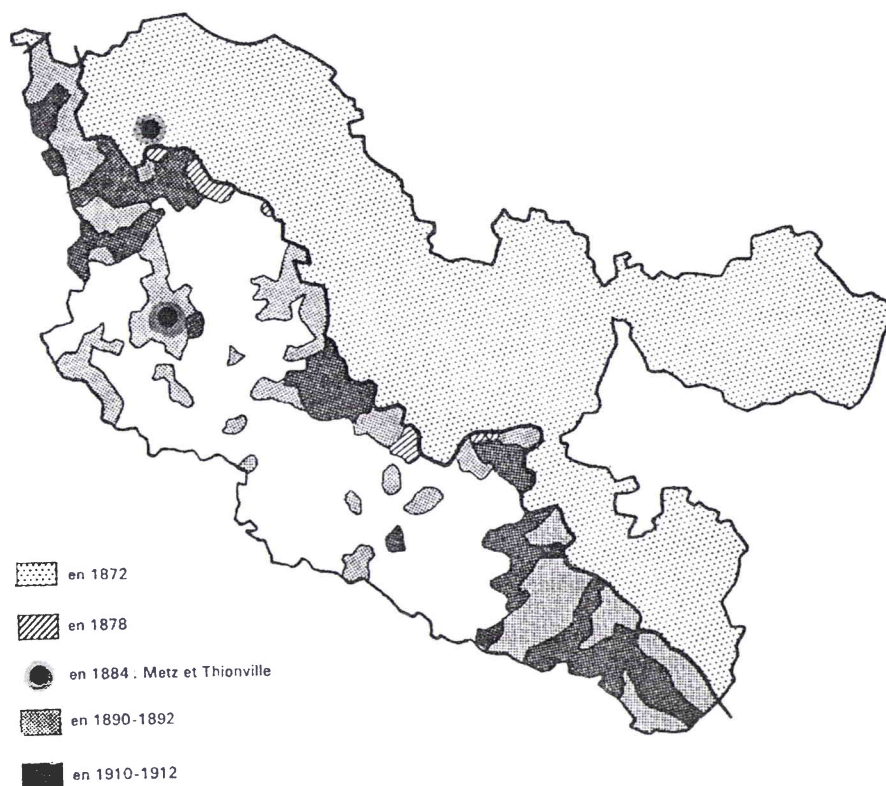 en 1872
en 1878
en 1884 : Metz et Thionville
en 1890-1892
en 1910-1912